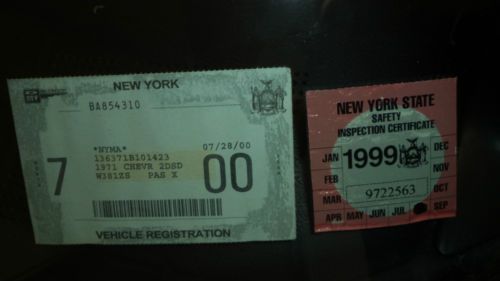 NEW YORK
BA854310
*NYMA* 07/28/00
136371B101423
1971 CHEVR 2DSD
W381ZS PAS X
7 00
VEHICLE REGISTRATION
NEW YORK STATE
SAFETY
INSPECTION CERTIFICATE
JAN 1999 DEC
FEB NOV
MAR 9722563 OCT
APR MAY JUN JUL SEP